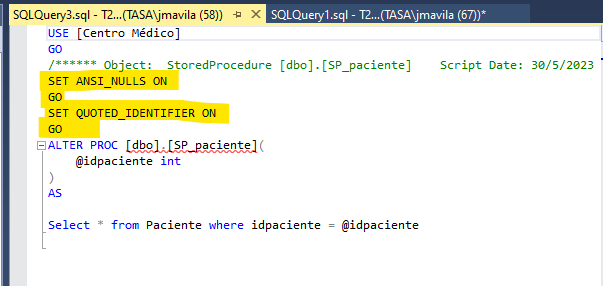 SQLQuery3.sql - T2...(TASA\jmavila (58))
SQLQuery1.sql - T2...(TASA\jmavila (67))*
USE [Centro Médico]
GO
/****** Object:  StoredProcedure [dbo].[SP_paciente]    Script Date: 30/5/2023
SET ANSI_NULLS ON
GO
SET QUOTED_IDENTIFIER ON
GO
ALTER PROC [dbo].[SP_paciente](
    @idpaciente int
)
AS
Select * from Paciente where idpaciente = @idpaciente